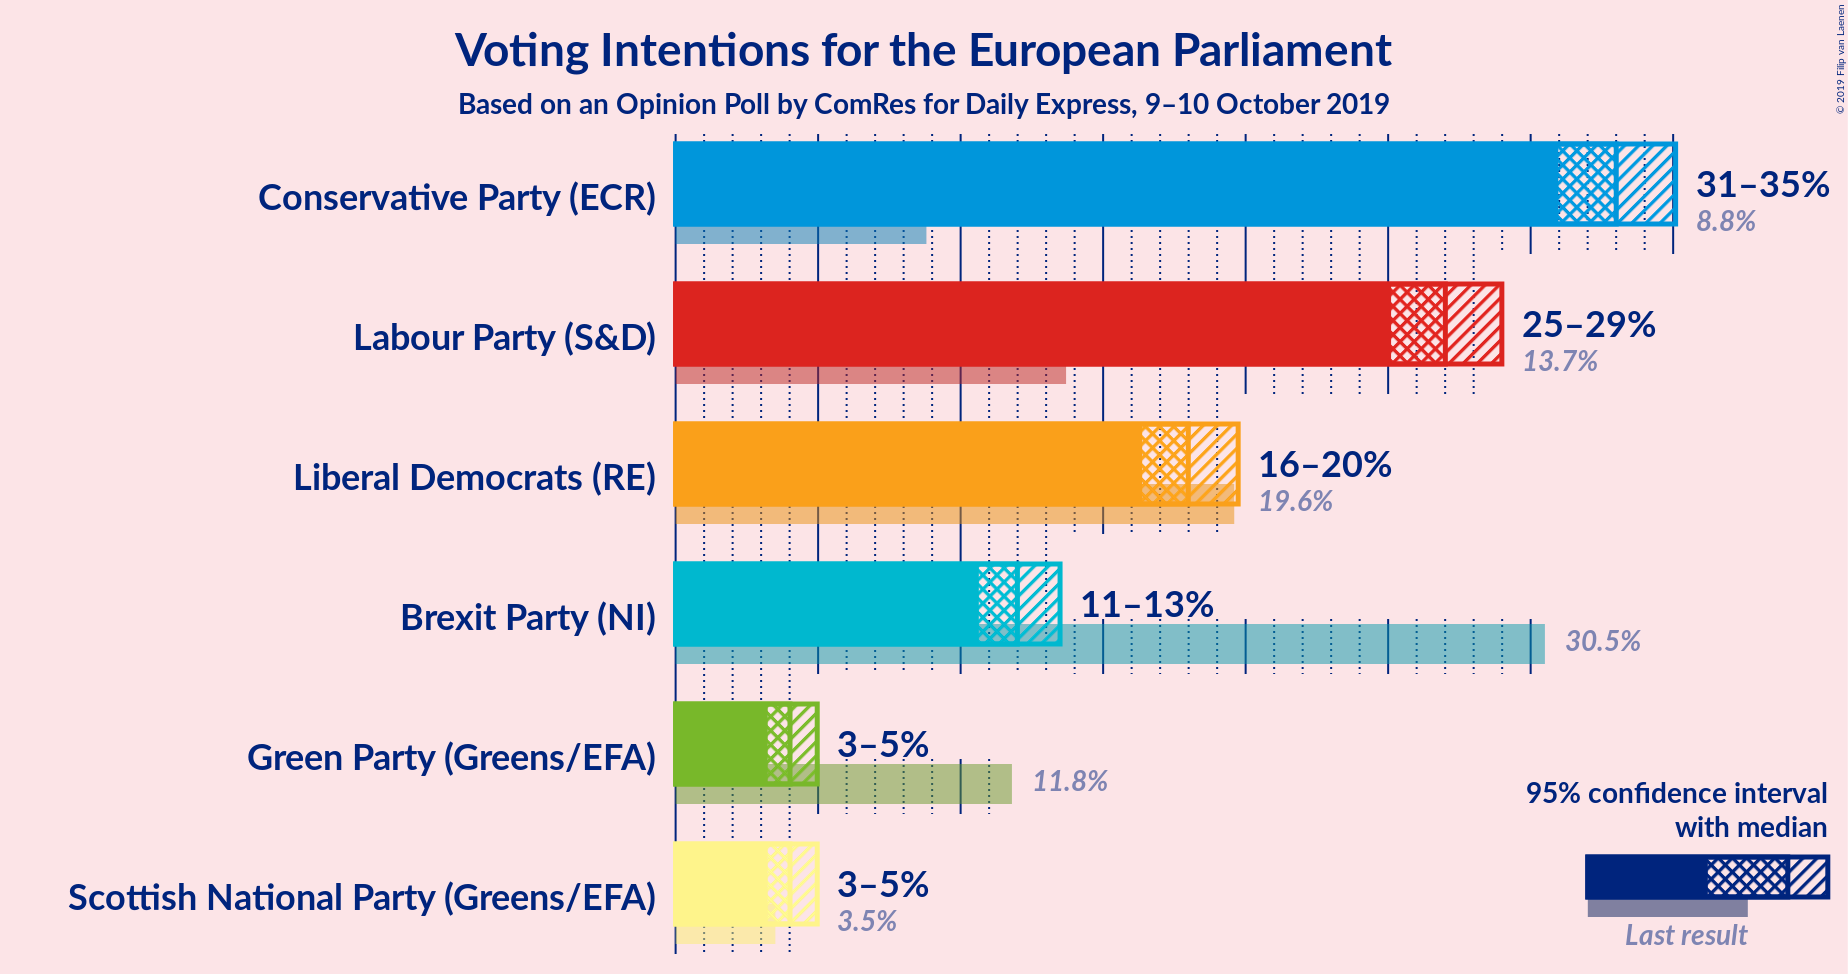 Voting Intentions for the European Parliament
Based on an Opinion Poll by ComRes for Daily Express, 9–10 October 2019
© 2019 Filip van Laenen
Conservative Party (ECR)
31–35%
8.8%
Labour Party (S&D)
25–29%
13.7%
Liberal Democrats (RE)
16–20%
19.6%
Brexit Party (NI)
11–13%
30.5%
Green Party (Greens/EFA)
3–5%
11.8%
Scottish National Party (Greens/EFA)
3–5%
3.5%
95% confidence interval
with median
Last result